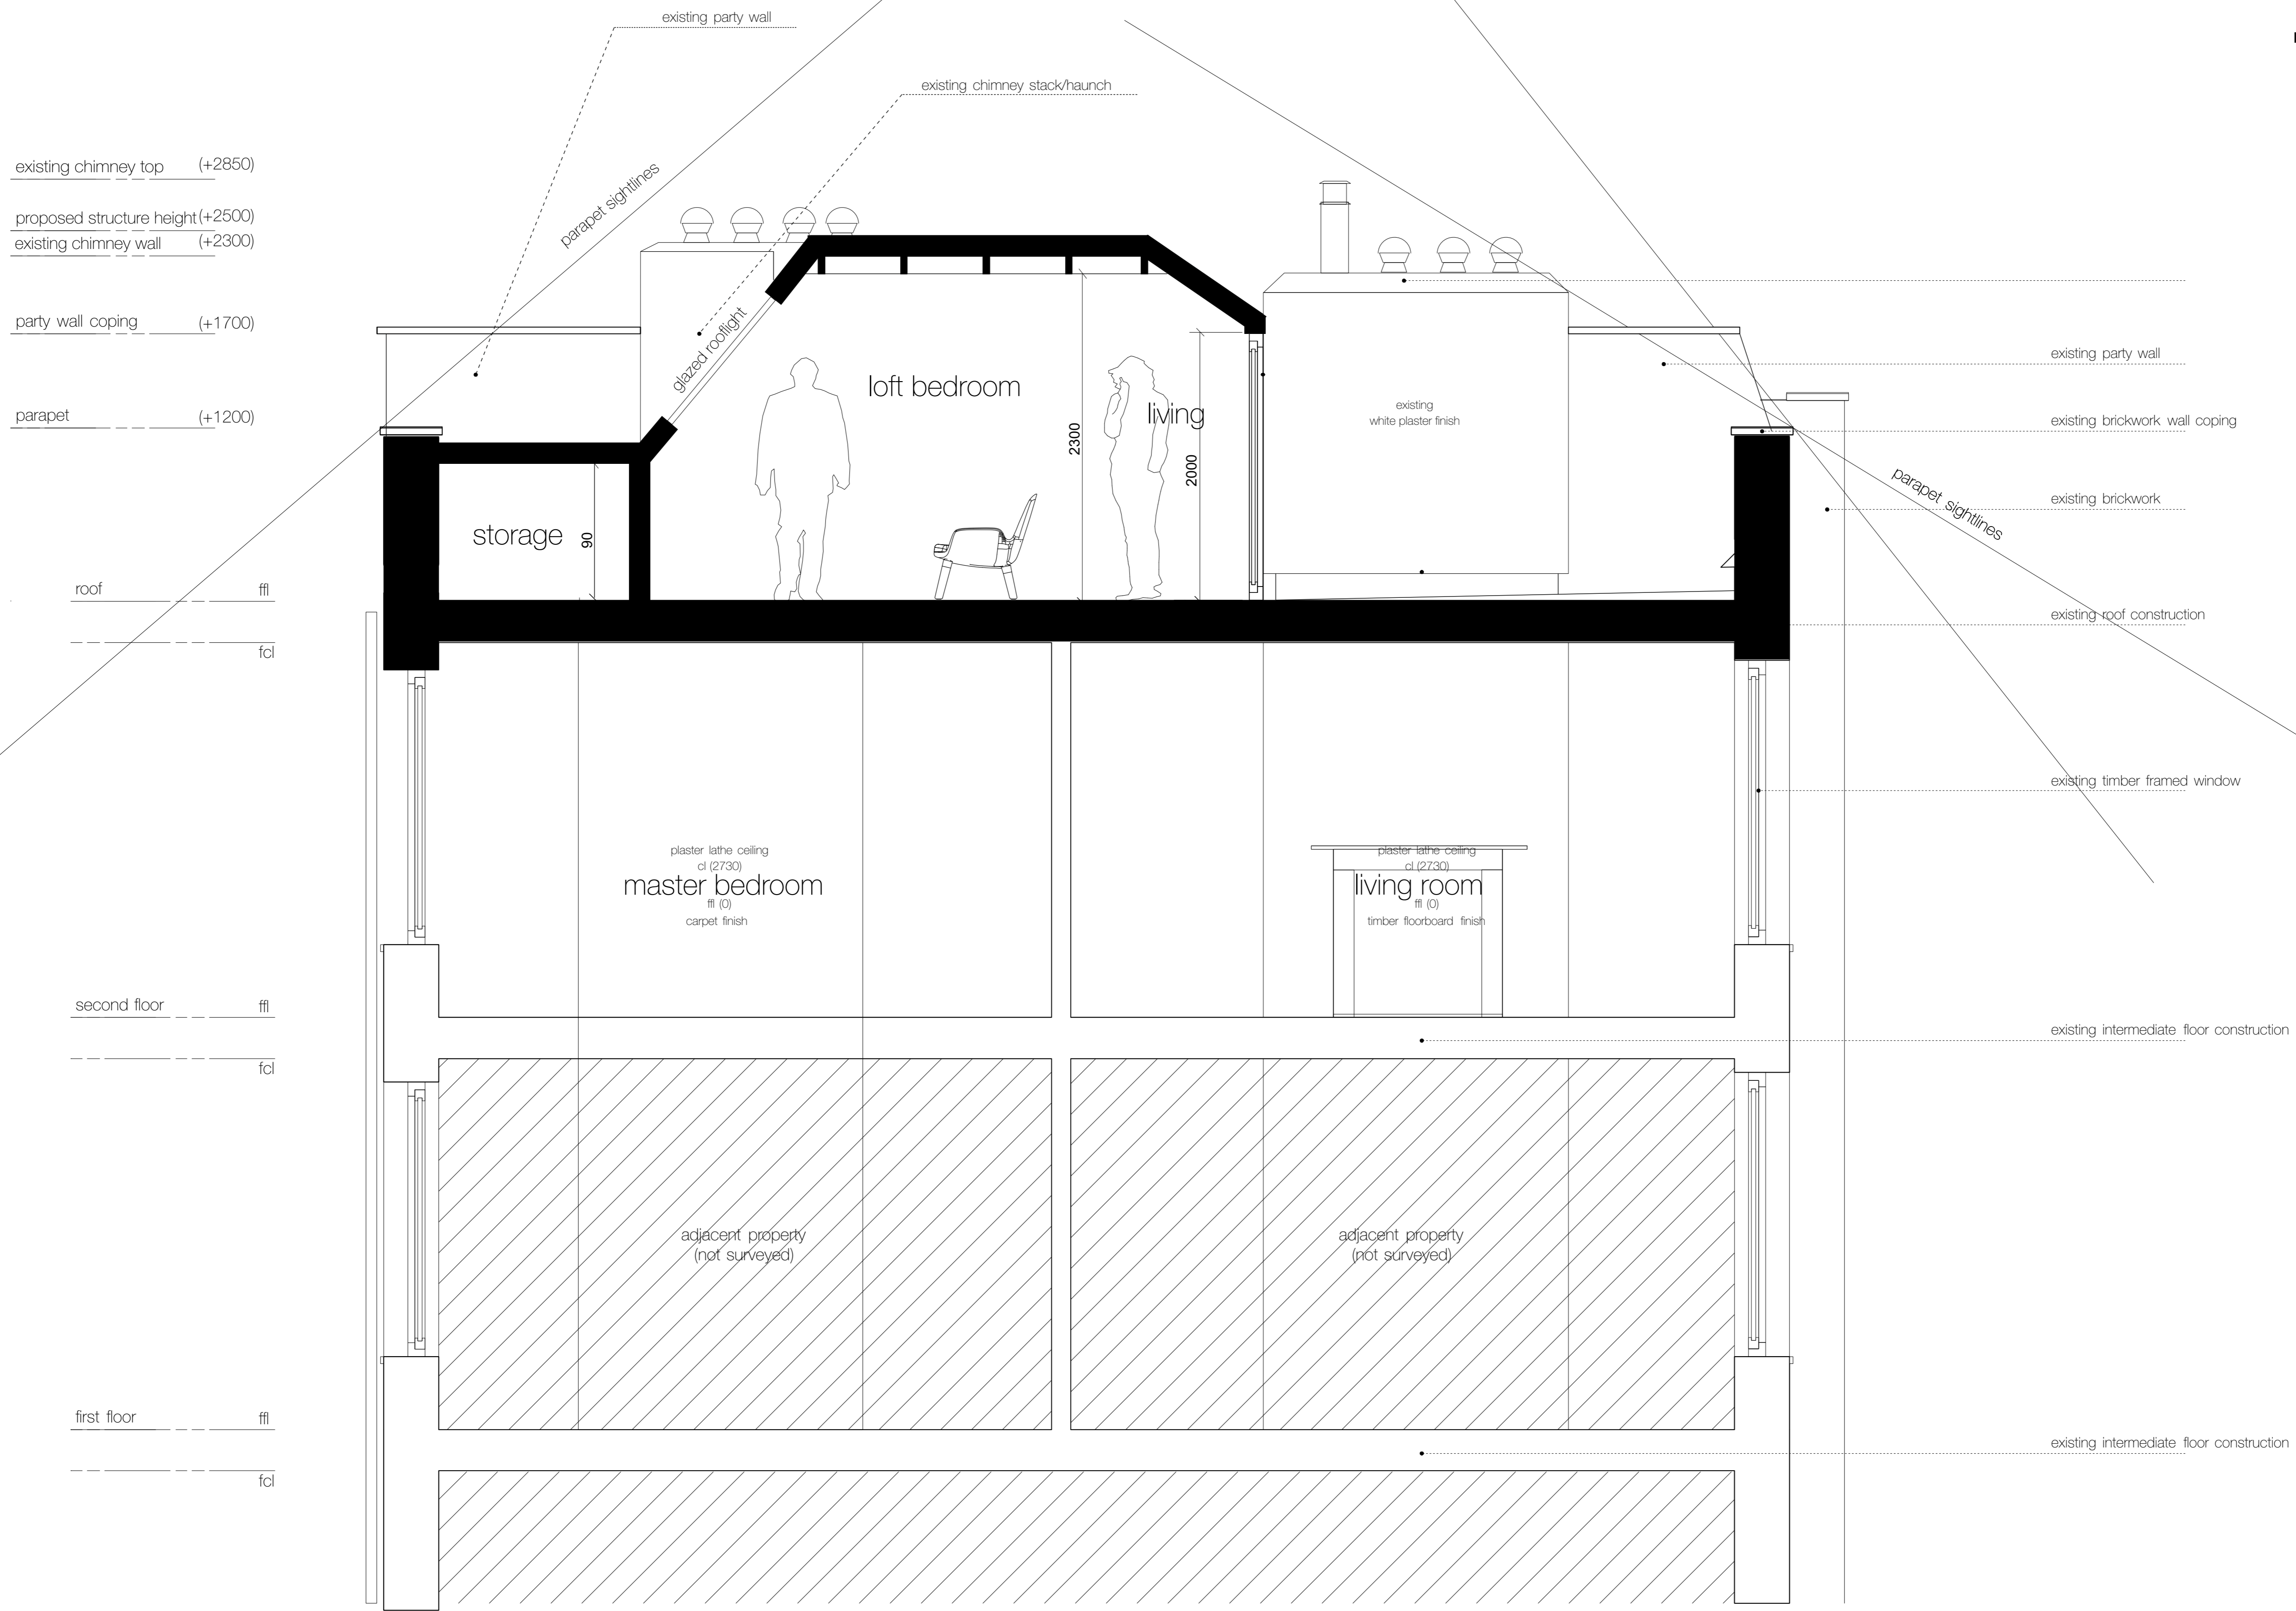 existing party wall
existing chimney stack/haunch
existing chimney top (+2850)
parapet sightlines
proposed structure height (+2500)
existing chimney wall (+2300)
party wall coping (+1700)
glazed rooflight
existing party wall
loft bedroom
living
existing
white plaster finish
parapet (+1200)
existing brickwork wall coping
2300
2000
parapet sightlines
existing brickwork
storage
90
roof ffl
existing roof construction
fcl
existing timber framed window
plaster lathe ceiling
cl (2730)
master bedroom
ffl (0)
carpet finish
plaster lathe ceiling
cl (2730)
living room
ffl (0)
timber floorboard finish
second floor ffl
existing intermediate floor construction
fcl
adjacent property
(not surveyed)
adjacent property
(not surveyed)
first floor ffl
existing intermediate floor construction
fcl